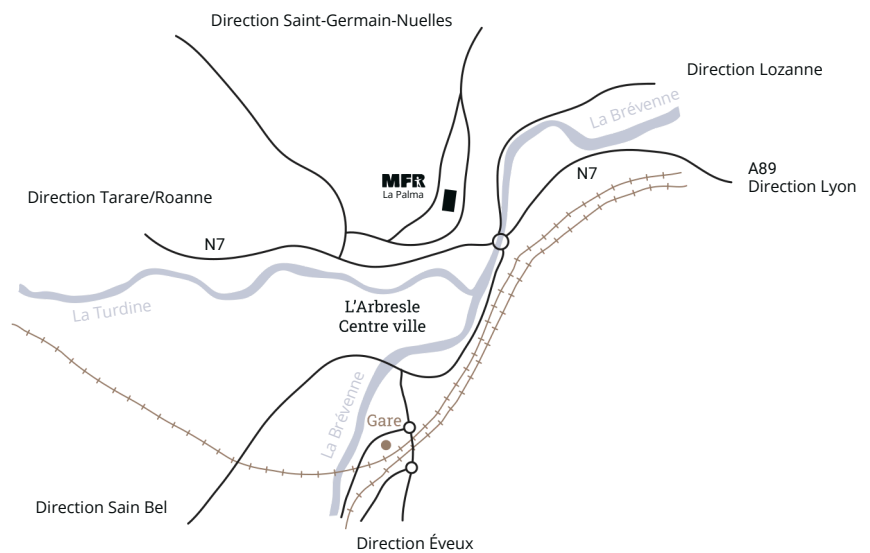 Direction Saint-Germain-Nuelles
Direction Lozanne
La Brévenne
N7
A89
Direction Lyon
MFR
La Palma
Direction Tarare/Roanne
N7
La Turdine
L’Arbresle
Centre ville
La Brévenne
Gare
Direction Sain Bel
Direction Éveux